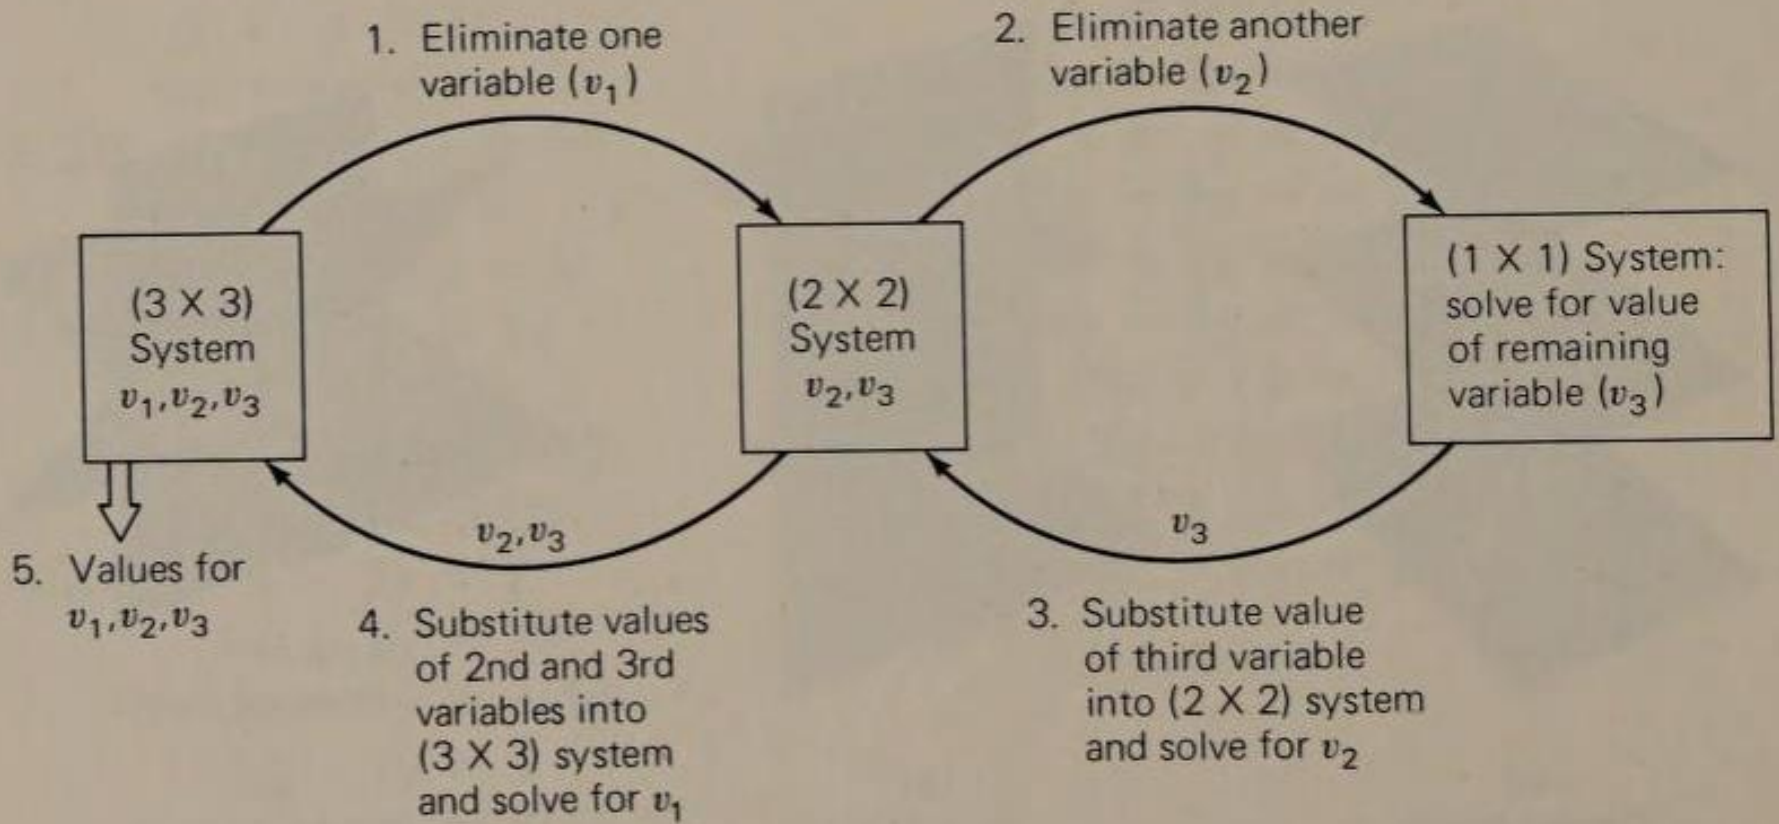 1. Eliminate one
variable (v₁)
2. Eliminate another
variable (v₂)
(3 X 3)
System
v₁,v₂,v₃
(2 X 2)
System
v₂,v₃
(1 X 1) System:
solve for value
of remaining
variable (v₃)
v₂,v₃
v₃
5. Values for
v₁,v₂,v₃
4. Substitute values
of 2nd and 3rd
variables into
(3 X 3) system
and solve for v₁
3. Substitute value
of third variable
into (2 X 2) system
and solve for v₂